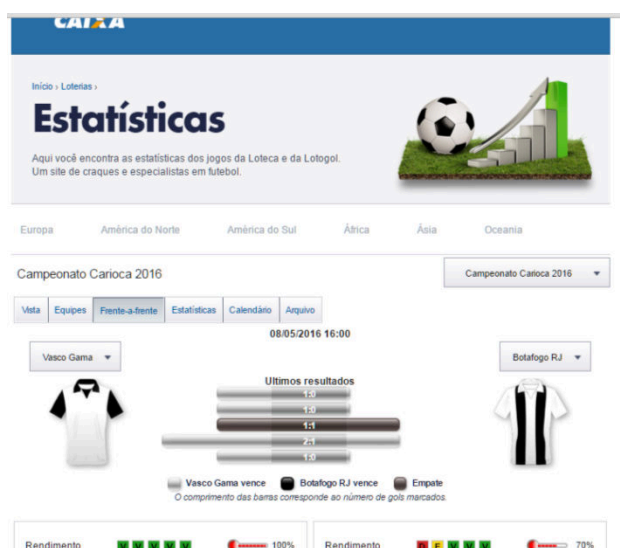 CAIXA
Início › Loterias ›
Estatísticas
Aqui você encontra as estatísticas dos jogos da Loteca e da Lotogol.
Um site de craques e especialistas em futebol.
Europa América do Norte América do Sul África Ásia Oceania
Campeonato Carioca 2016 Campeonato Carioca 2016
Vista Equipes Frente-a-frente Estatísticas Calendário Arquivo
08/05/2016 16:00
Vasco Gama Botafogo RJ
Ultimos resultados
1:0
1:0
1:1
2:1
1:0
Vasco Gama vence Botafogo RJ vence Empate
O comprimento das barras corresponde ao número de gols marcados.
Rendimento V V V V V 100% Rendimento D E V V V 70%